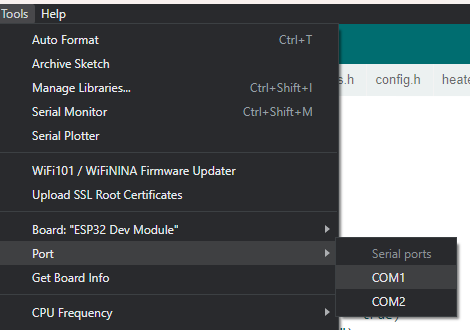 Tools Help
Auto Format Ctrl+T
Archive Sketch
Manage Libraries... Ctrl+Shift+I
Serial Monitor Ctrl+Shift+M
Serial Plotter
WiFi101 / WiFiNINA Firmware Updater
Upload SSL Root Certificates
Board: "ESP32 Dev Module"
Port
Get Board Info
CPU Frequency
s.h config.h heate
Serial ports
COM1
COM2